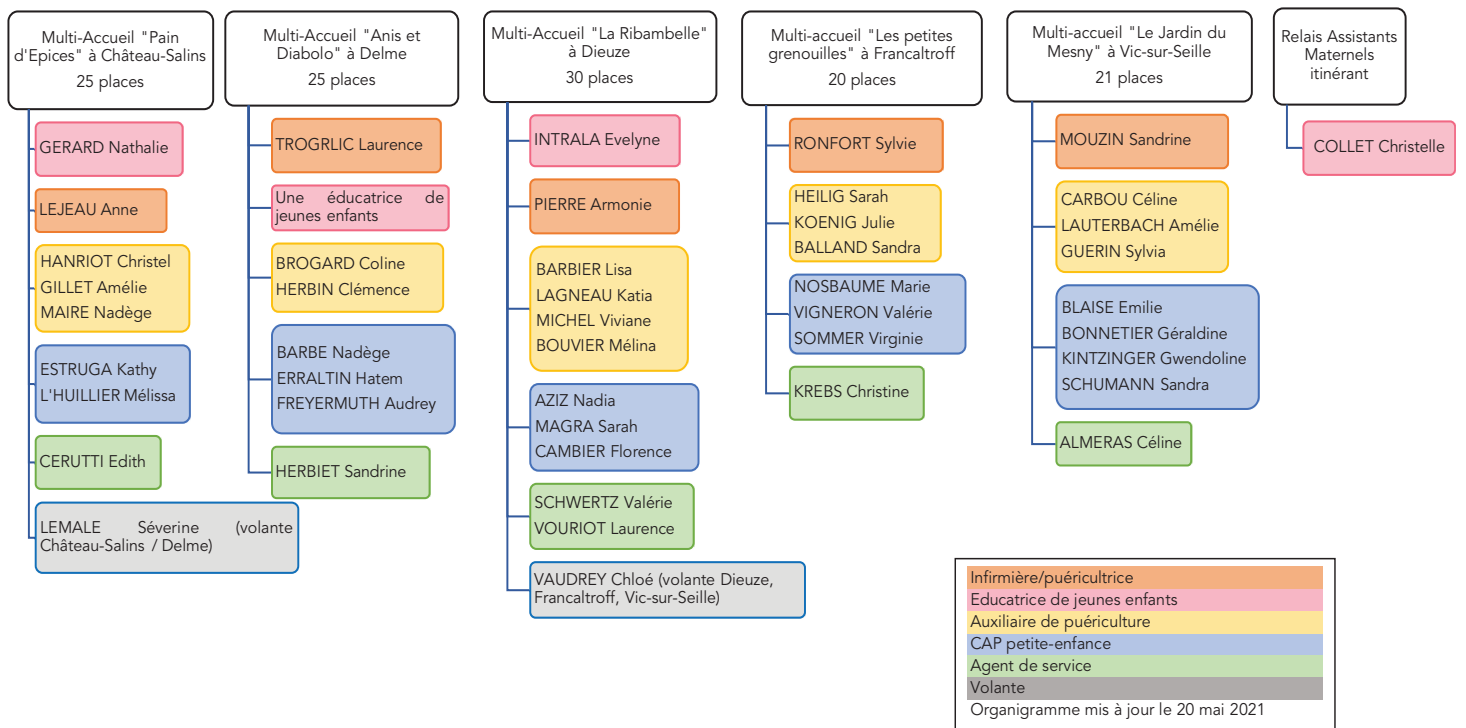 Multi-Accueil "Pain
d'Epices" à Château-Salins
25 places
GERARD Nathalie
LEJEAU Anne
HANRIOT Christel
GILLET Amélie
MAIRE Nadège
ESTRUGA Kathy
L'HUILLIER Mélissa
CERUTTI Edith
LEMALE Séverine (volante
Château-Salins / Delme)
Multi-Accueil "Anis et
Diabolo" à Delme
25 places
TROGRLIC Laurence
Une éducatrice de
jeunes enfants
BROGARD Coline
HERBIN Clémence
BARBE Nadège
ERRALTIN Hatem
FREYERMUTH Audrey
HERBIET Sandrine
Multi-Accueil "La Ribambelle"
à Dieuze
30 places
INTRALA Evelyne
PIERRE Armonie
BARBIER Lisa
LAGNEAU Katia
MICHEL Viviane
BOUVIER Mélina
AZIZ Nadia
MAGRA Sarah
CAMBIER Florence
SCHWERTZ Valérie
VOURIOT Laurence
VAUDREY Chloé (volante Dieuze,
Francaltroff, Vic-sur-Seille)
Multi-accueil "Les petites
grenouilles" à Francaltroff
20 places
RONFORT Sylvie
HEILIG Sarah
KOENIG Julie
BALLAND Sandra
NOSBAUME Marie
VIGNERON Valérie
SOMMER Virginie
KREBS Christine
Multi-accueil "Le Jardin du
Mesny" à Vic-sur-Seille
21 places
MOUZIN Sandrine
CARBOU Céline
LAUTERBACH Amélie
GUERIN Sylvia
BLAISE Emilie
BONNETIER Géraldine
KINTZINGER Gwendoline
SCHUMANN Sandra
ALMERAS Céline
Relais Assistants
Maternels
itinérant
COLLET Christelle
Infirmière/puéricultrice
Educatrice de jeunes enfants
Auxiliaire de puériculture
CAP petite-enfance
Agent de service
Volante
Organigramme mis à jour le 20 mai 2021